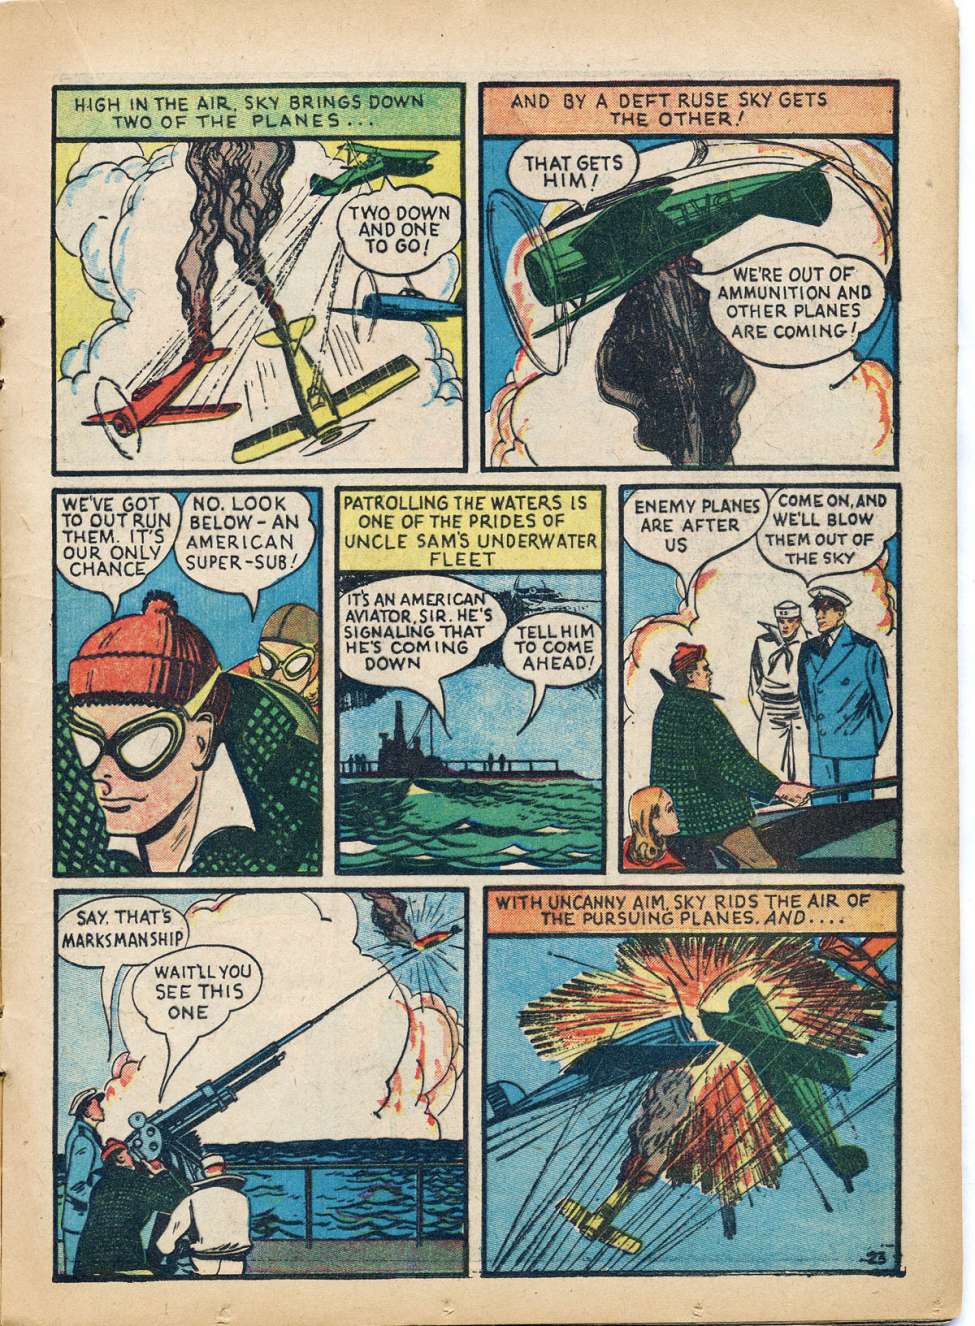 HIGH IN THE AIR, SKY BRINGS DOWN
TWO OF THE PLANES...
TWO DOWN
AND ONE
TO GO!
AND BY A DEFT RUSE SKY GETS
THE OTHER!
THAT GETS
HIM!
WE'RE OUT OF
AMMUNITION AND
OTHER PLANES
ARE COMING!
WE'VE GOT
TO OUT RUN
THEM. IT'S
OUR ONLY
CHANCE
NO. LOOK
BELOW-AN
AMERICAN
SUPER-SUB!
PATROLLING THE WATERS IS
ONE OF THE PRIDES OF
UNCLE SAM'S UNDERWATER
FLEET
IT'S AN AMERICAN
AVIATOR, SIR. HE'S
SIGNALING THAT
HE'S COMING
DOWN
TELL HIM
TO COME
AHEAD!
ENEMY PLANES
ARE AFTER
US
COME ON, AND
WE'LL BLOW
THEM OUT OF
THE SKY
SAY, THAT'S
MARKSMANSHIP
WAIT'LL YOU
SEE THIS
ONE
WITH UNCANNY AIM, SKY RIDS THE AIR OF
THE PURSUING PLANES. AND....
-23